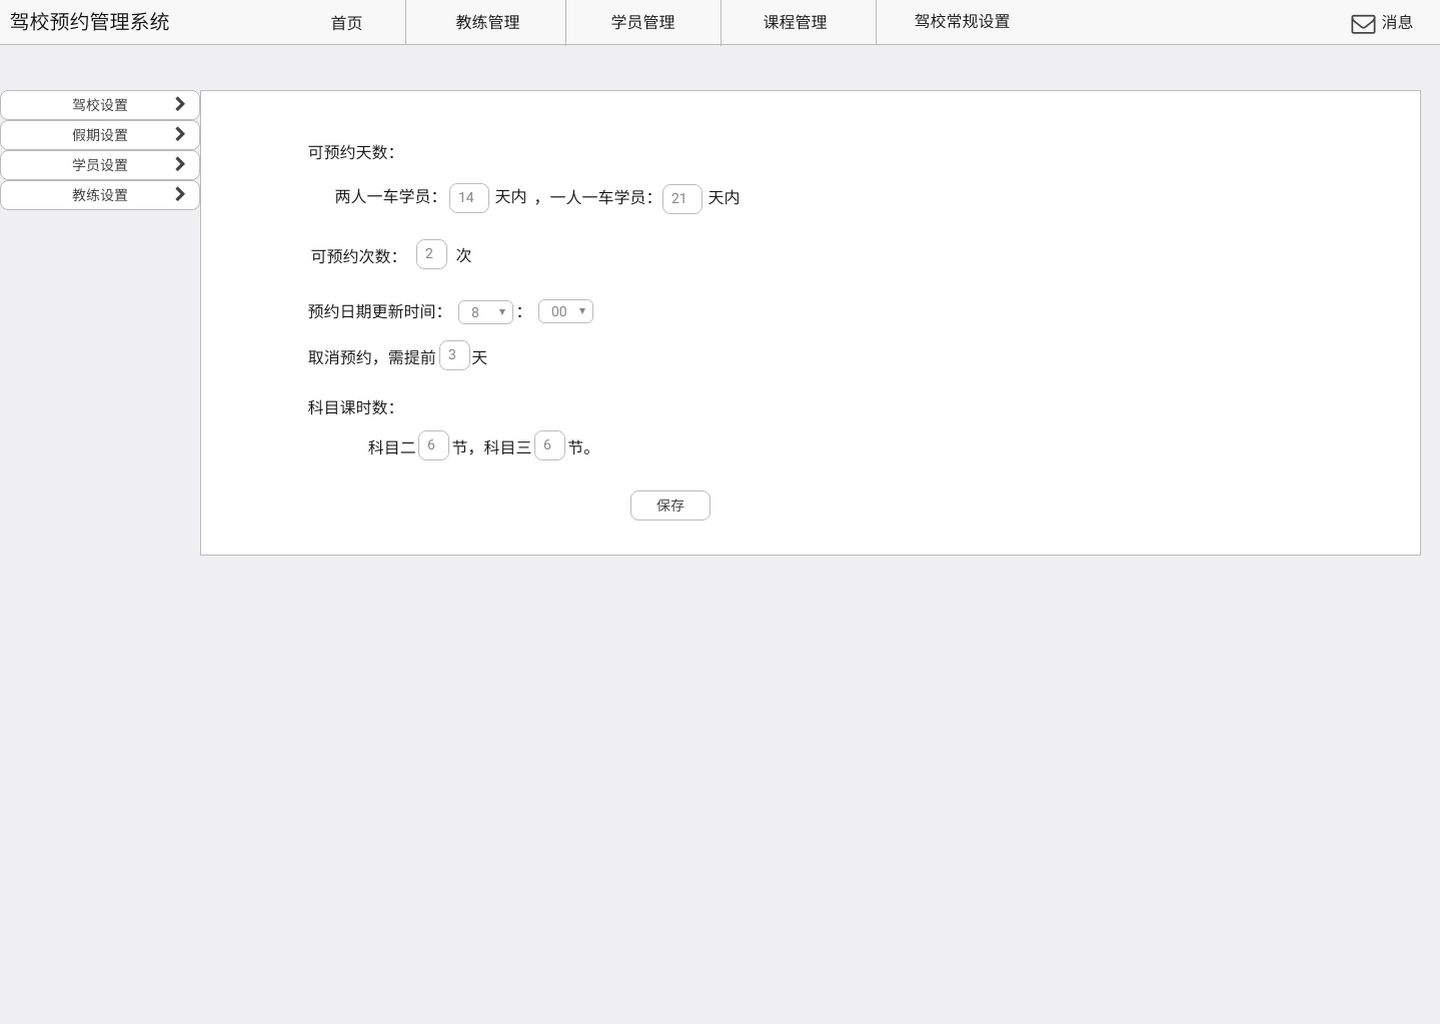 驾校预约管理系统 首页 教练管理 学员管理 课程管理 驾校常规设置 消息
驾校设置
假期设置
学员设置
教练设置
可预约天数：
两人一车学员： 14 天内 ，一人一车学员： 21 天内
可预约次数： 2 次
预约日期更新时间： 8 ： 00
取消预约，需提前 3 天
科目课时数：
科目二 6 节，科目三 6 节。
保存